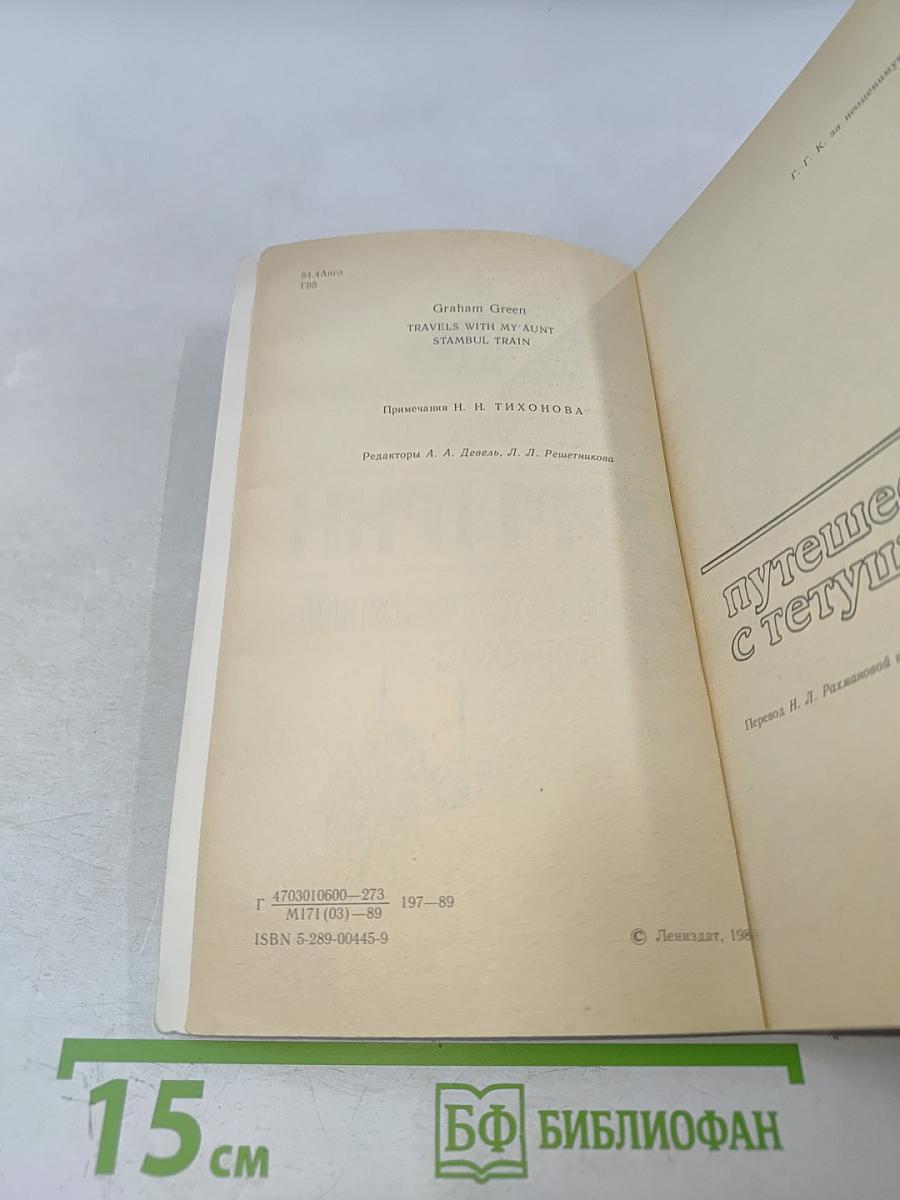 84.4Англ
Г85
Graham Green
TRAVELS WITH MY AUNT
STAMBUL TRAIN
Примечания Н. Н. ТИХОНОВА
Редакторы А. А. Девель, Л. Л. Решетникова
Г 4703010600—273
М171(03)—89
197—89
ISBN 5-289-00445-9
© Лениздат, 198
Г. Г. К. за
путешес
с тетуш
Перевод Н. Л. Рахмановой
15 см
БФ БИБЛИОФАН